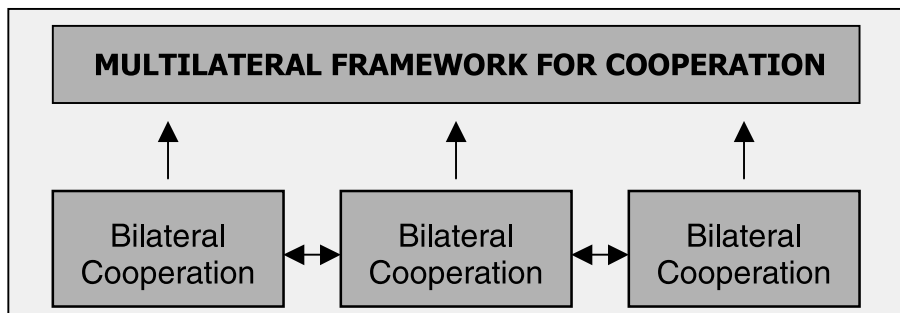 MULTILATERAL FRAMEWORK FOR COOPERATION
Bilateral
Cooperation
Bilateral
Cooperation
Bilateral
Cooperation